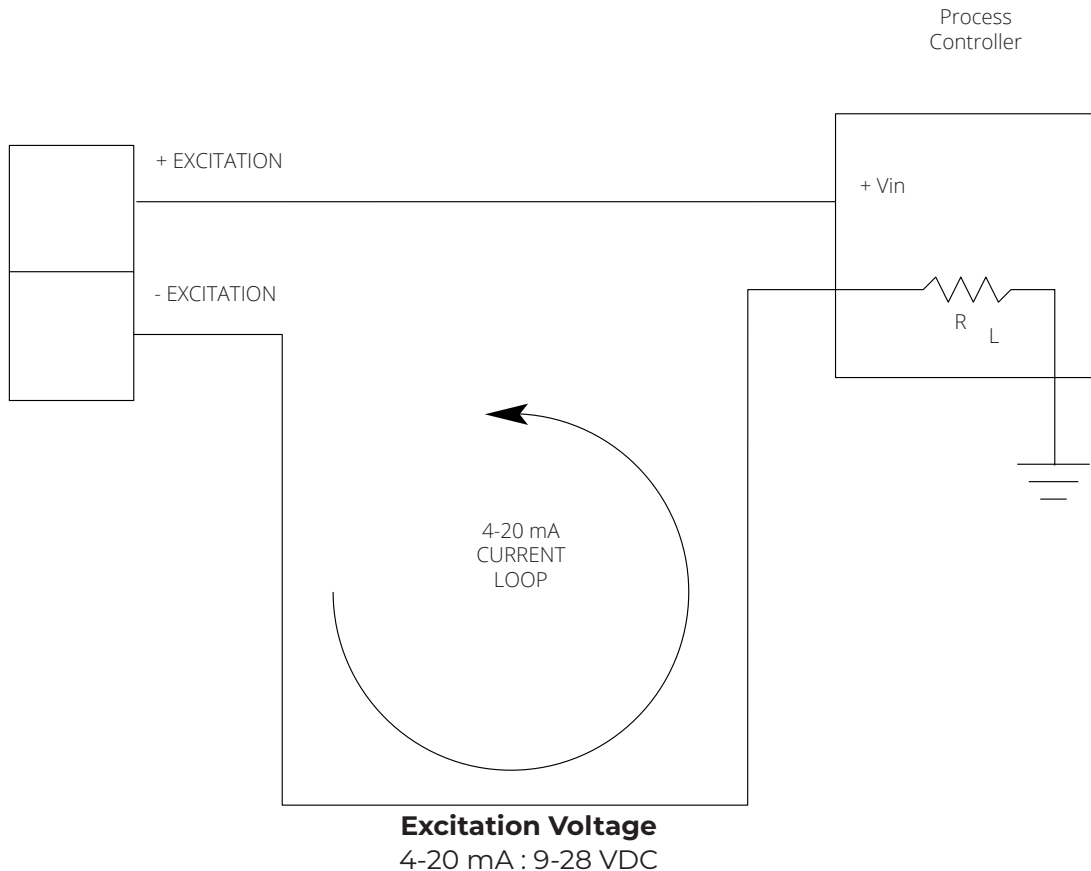 Process
Controller
+ EXCITATION
+ Vin
- EXCITATION
R
L
4-20 mA
CURRENT
LOOP
Excitation Voltage
4-20 mA : 9-28 VDC